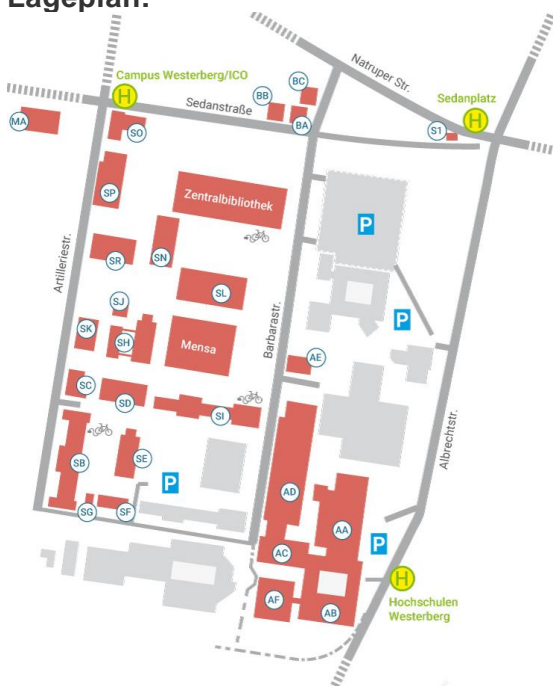 Lageplan:
Campus Westerberg/ICO
H
Natruper Str.
Sedanplatz
H
BC
BB
BA
Sedanstraße
MA
SO
S1
SP
Zentralbibliothek
P
SR
SN
Artilleriestr.
SL
SJ
P
SK
SH
Mensa
Barbarastr.
AE
SC
SD
SI
Albrechtstr.
SB
SE
P
AD
AA
SG
SF
AC
P
H
Hochschulen
Westerberg
AF
AB